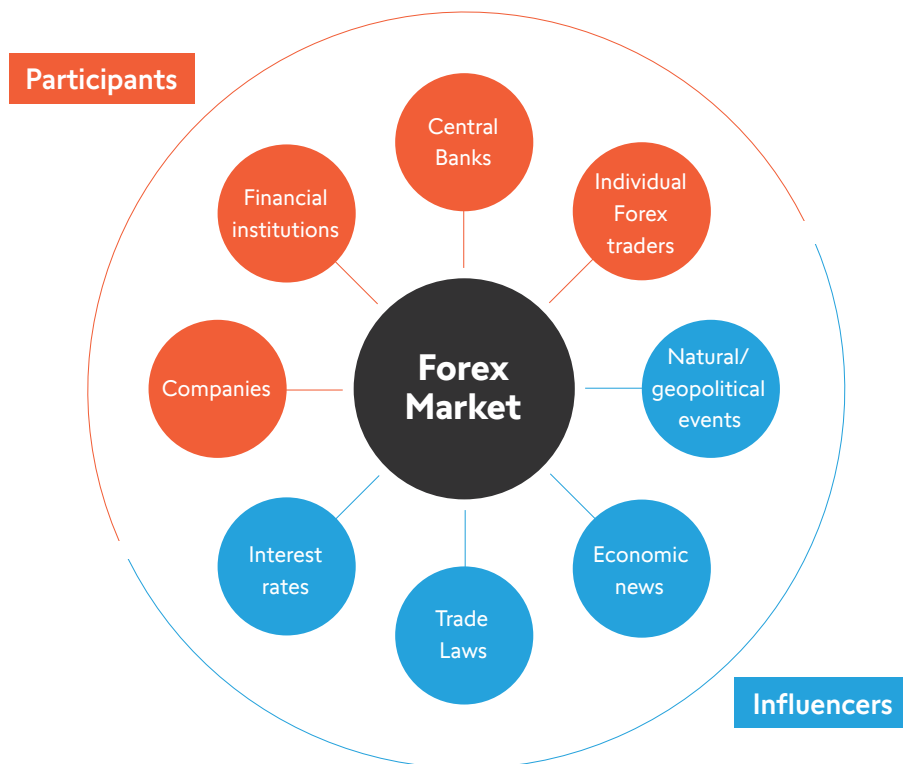 Participants
Central
Banks
Financial
institutions
Individual
Forex
traders
Companies
Forex
Market
Natural/
geopolitical
events
Interest
rates
Trade
Laws
Economic
news
Influencers